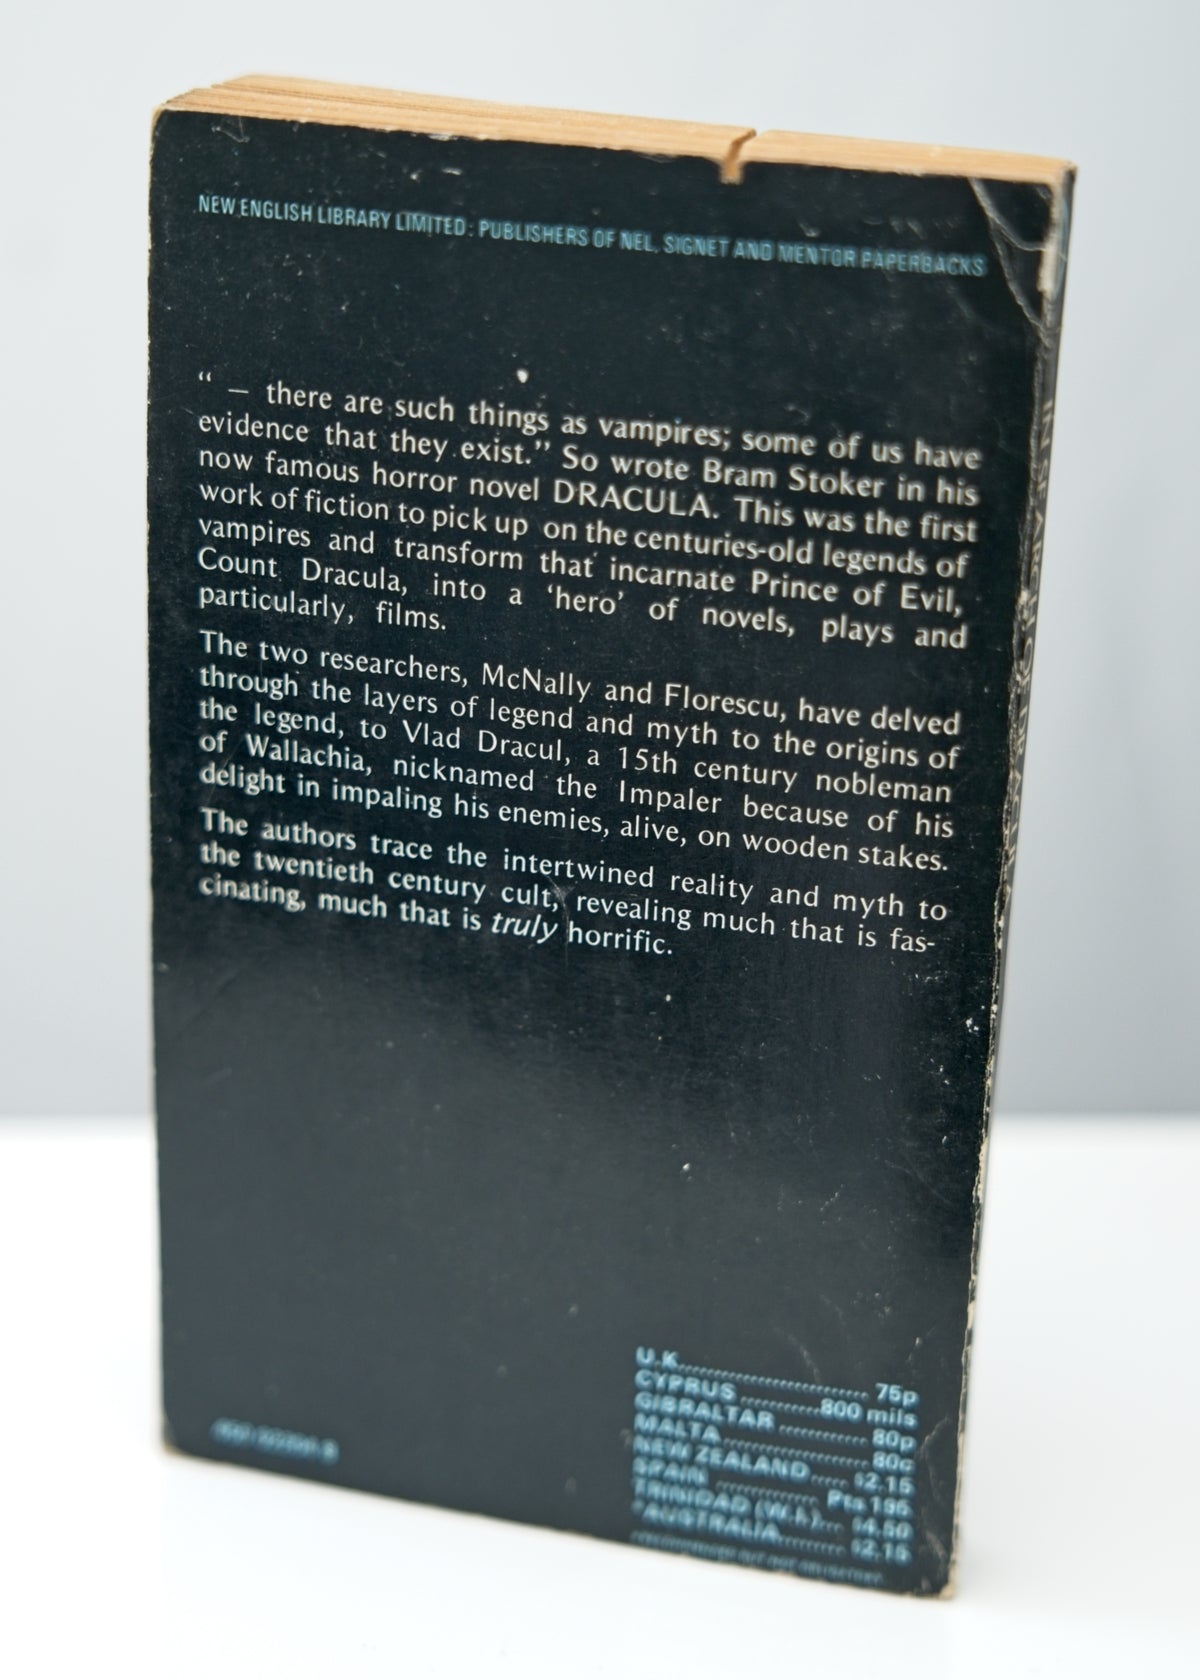 NEW ENGLISH LIBRARY LIMITED: PUBLISHERS OF NEL, SIGNET AND MENTOR PAPERBACKS
“ — there are such things as vampires; some of us have
evidence that they exist.” So wrote Bram Stoker in his
now famous horror novel DRACULA. This was the first
work of fiction to pick up on the centuries-old legends of
vampires and transform that incarnate Prince of Evil,
Count Dracula, into a ‘hero’ of novels, plays and
particularly, films.
The two researchers, McNally and Florescu, have delved
through the layers of legend and myth to the origins of
the legend, to Vlad Dracul, a 15th century nobleman
of Wallachia, nicknamed the Impaler because of his
delight in impaling his enemies, alive, on wooden stakes.
The authors trace the intertwined reality and myth to
the twentieth century cult, revealing much that is fas-
cinating, much that is truly horrific.
U.K. 75p
CYPRUS 800 mils
GIBRALTAR 80p
MALTA 80c
NEW ZEALAND $2.15
SPAIN Pts 195
TRINIDAD (W.I.) $4.50
*AUSTRALIA $2.15
IN SEARCH OF DRACULA